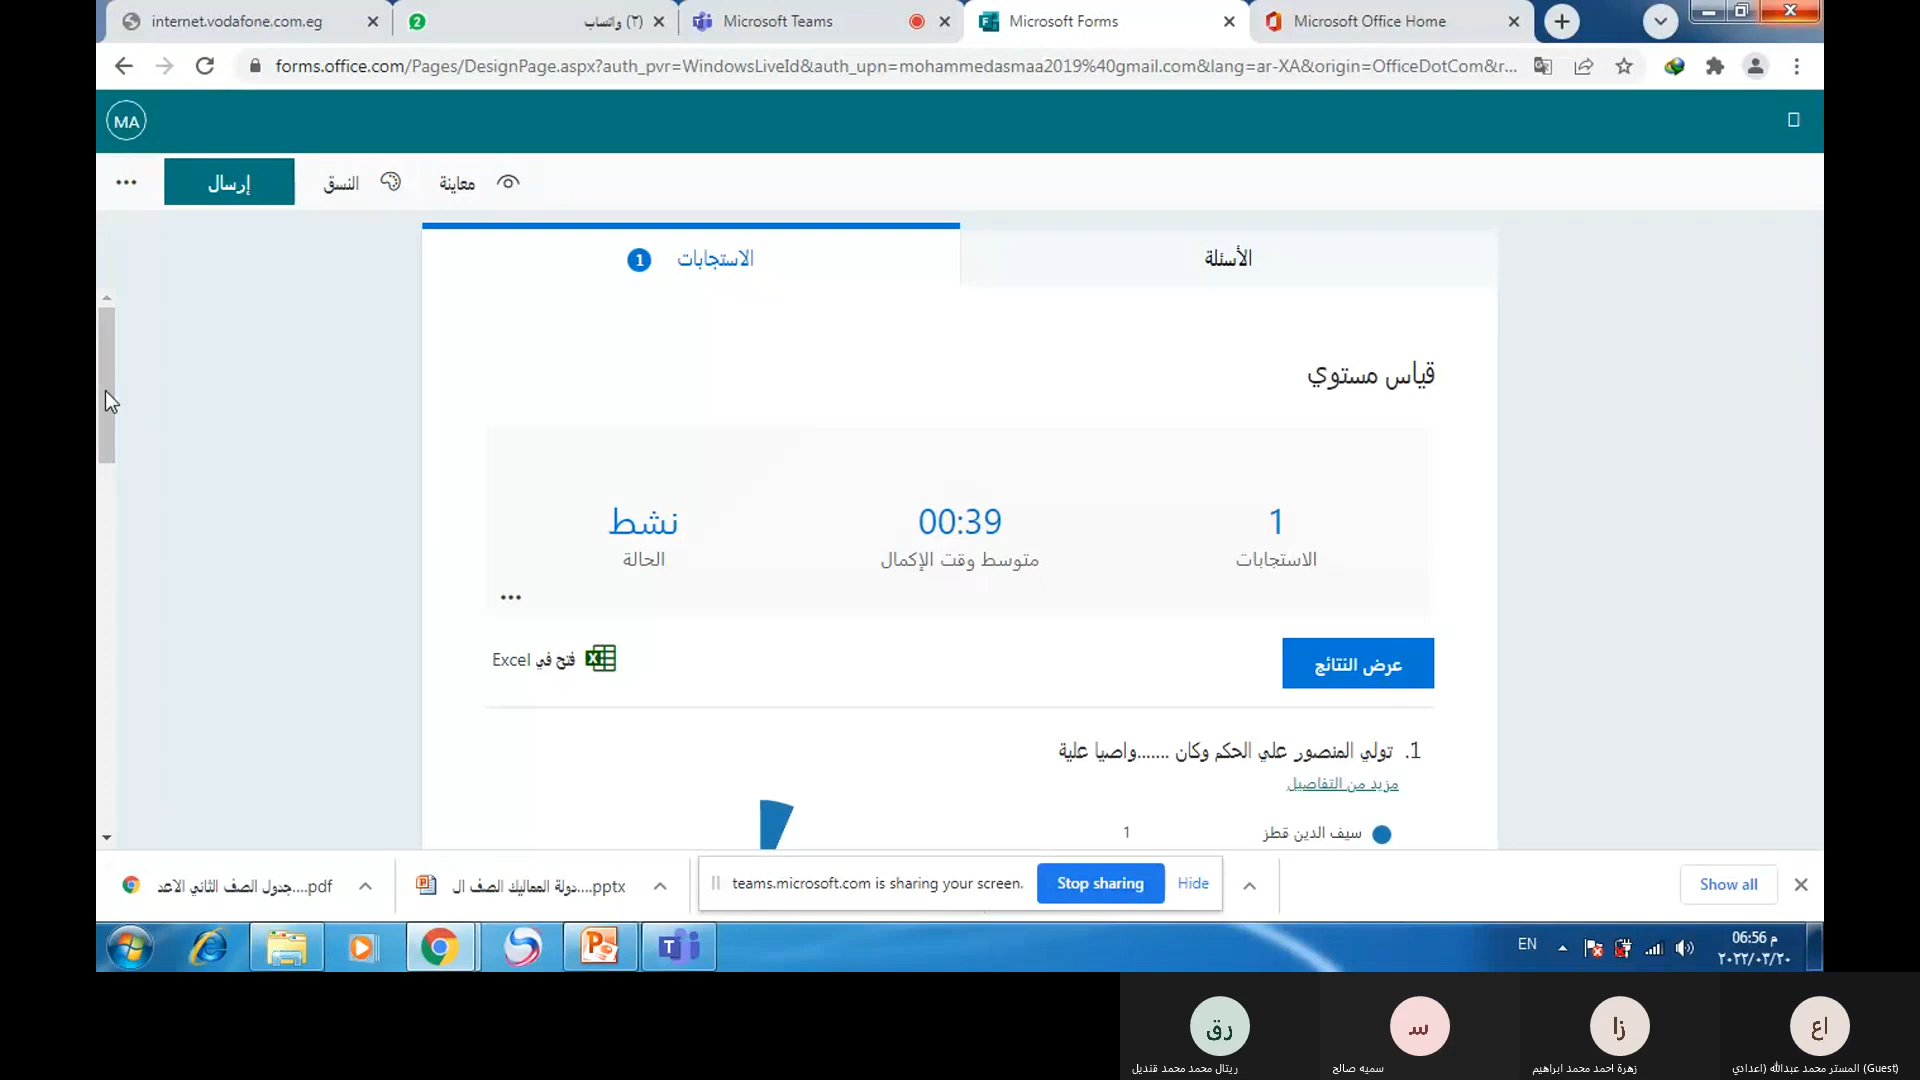 internet.vodafone.com.eg
2
(٢) واتساب
Microsoft Teams
Microsoft Forms
Microsoft Office Home
forms.office.com/Pages/DesignPage.aspx?auth_pvr=WindowsLiveId&auth_upn=mohammedasmaa2019%40gmail.com&lang=ar-XA&origin=OfficeDotCom&r...
MA
معاينة
النسق
إرسال
الأسئلة
الاستجابات 1
قياس مستوي
1
الاستجابات
00:39
متوسط وقت الإكمال
نشط
الحالة
عرض النتائج
فتح في Excel
1. تولي المنصور علي الحكم وكان .......واصيا علية
مزيد من التفاصيل
سيف الدين قطز 1
جدول الصف الثاني الاعد....pdf
دولة المماليك الصف ال....pptx
teams.microsoft.com is sharing your screen.
Stop sharing
Hide
Show all
EN
06:56 م
٢٠٢٢/٠٣/٢٠
رق
س
زا
اع
ريتال محمد محمد قنديل
سميه صالح
زهرة احمد محمد ابراهيم
المستر محمد عبدالله (اعدادي) (Guest)